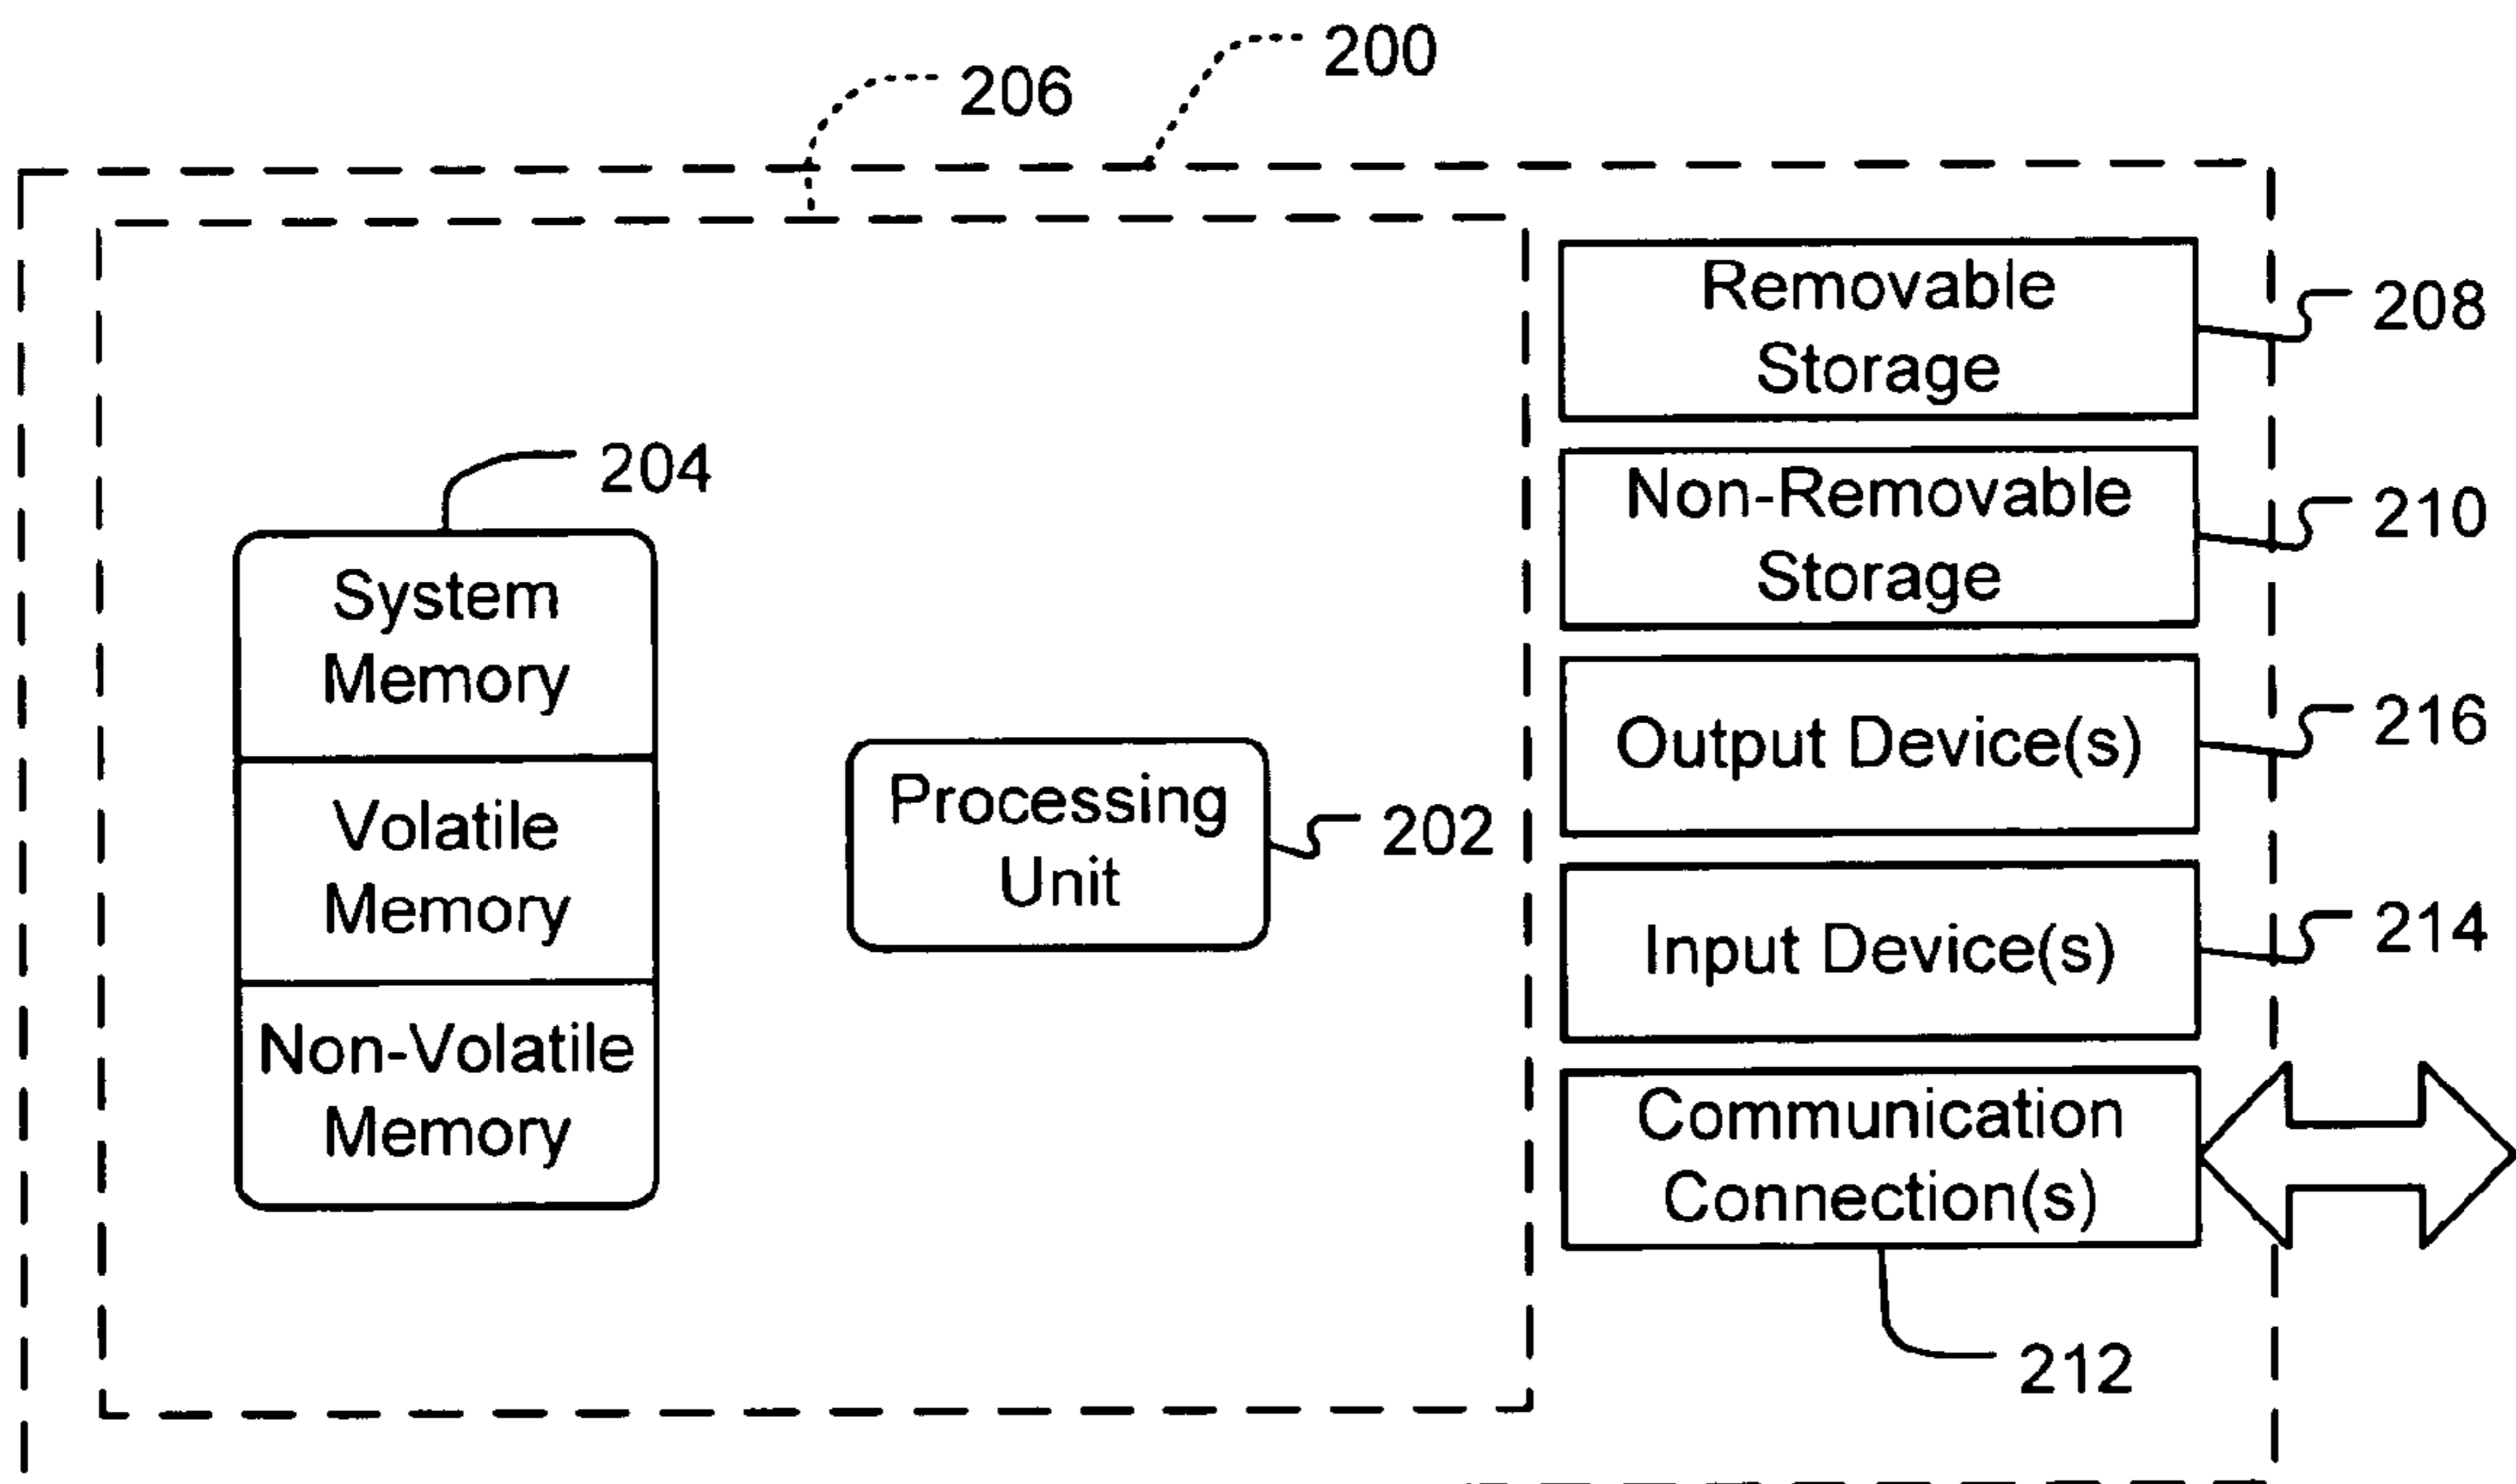 200
206
Removable
Storage
208
204
Non-Removable
Storage
210
System
Memory
Output Device(s)
216
Volatile
Memory
Processing
Unit
202
Input Device(s)
214
Non-Volatile
Memory
Communication
Connection(s)
212